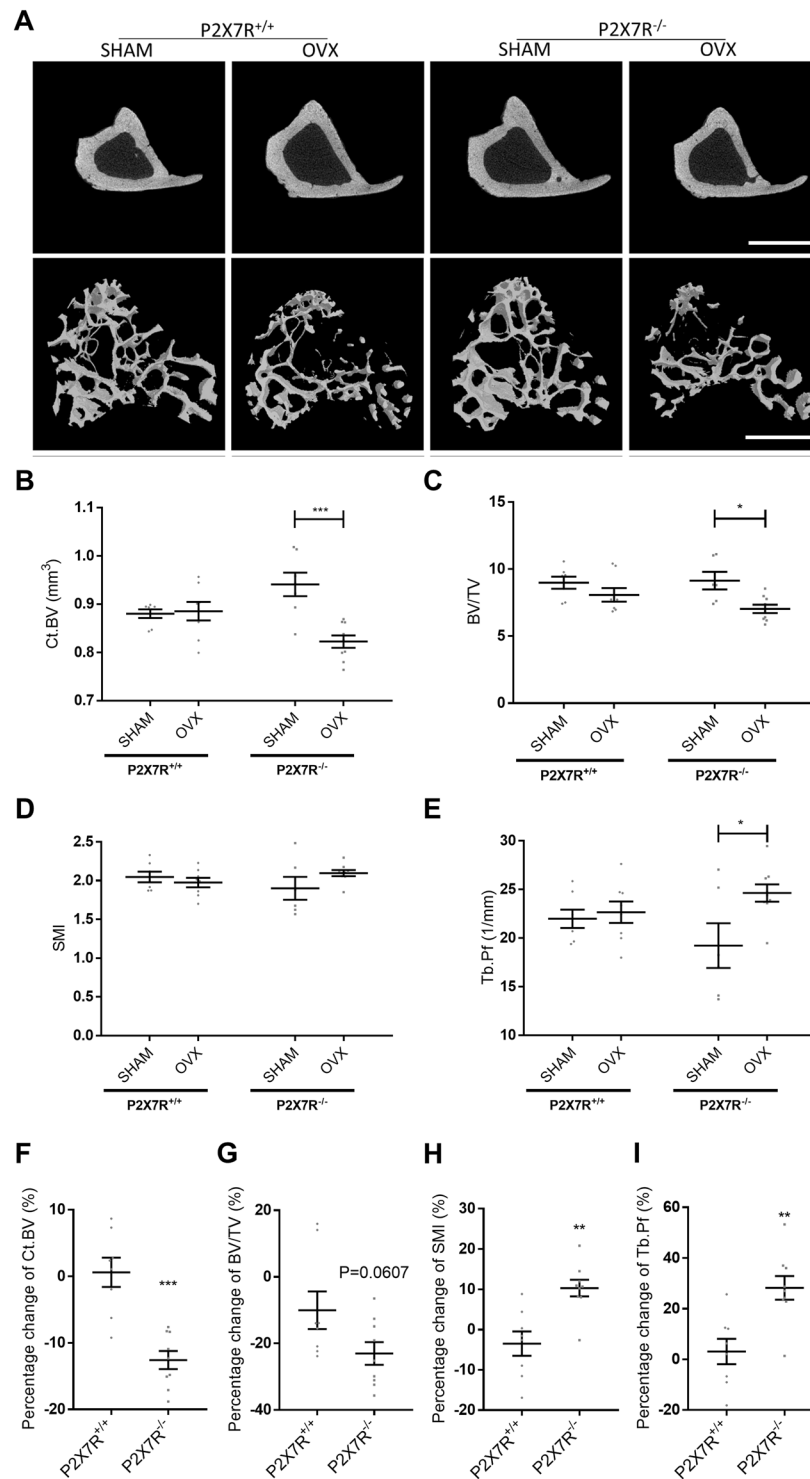 A
P2X7R+/+
P2X7R-/-
SHAM
OVX
SHAM
OVX
B
1.1
1.0
0.9
0.8
0.7
Ct.BV (mm3)
***
SHAM
OVX
SHAM
OVX
P2X7R+/+
P2X7R-/-
C
15
10
5
0
BV/TV
*
SHAM
OVX
SHAM
OVX
P2X7R+/+
P2X7R-/-
D
2.5
2.0
1.5
1.0
0.5
0.0
SMI
SHAM
OVX
SHAM
OVX
P2X7R+/+
P2X7R-/-
E
30
25
20
15
10
Tb.Pf (1/mm)
*
SHAM
OVX
SHAM
OVX
P2X7R+/+
P2X7R-/-
F
Percentage change of Ct.BV (%)
10
0
-10
-20
***
P2X7R+/+
P2X7R-/-
G
Percentage change of BV/TV (%)
20
0
-20
-40
P=0.0607
P2X7R+/+
P2X7R-/-
H
Percentage change of SMI (%)
30
20
10
0
-10
-20
**
P2X7R+/+
P2X7R-/-
I
Percentage change of Tb.Pf (%)
60
40
20
0
-20
**
P2X7R+/+
P2X7R-/-